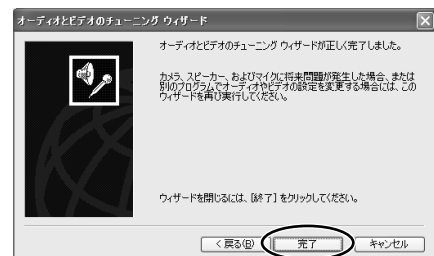 オーディオとビデオのチューニング ウィザード
オーディオとビデオのチューニング ウィザードが正しく完了しました。
カメラ、スピーカー、およびマイクに将来問題が発生した場合、または
別のプログラムでオーディオやビデオの設定を変更する場合には、この
ウィザードを再び実行してください。
ウィザードを閉じるには、[終了] をクリックしてください。
< 戻る(B)
完了
キャンセル